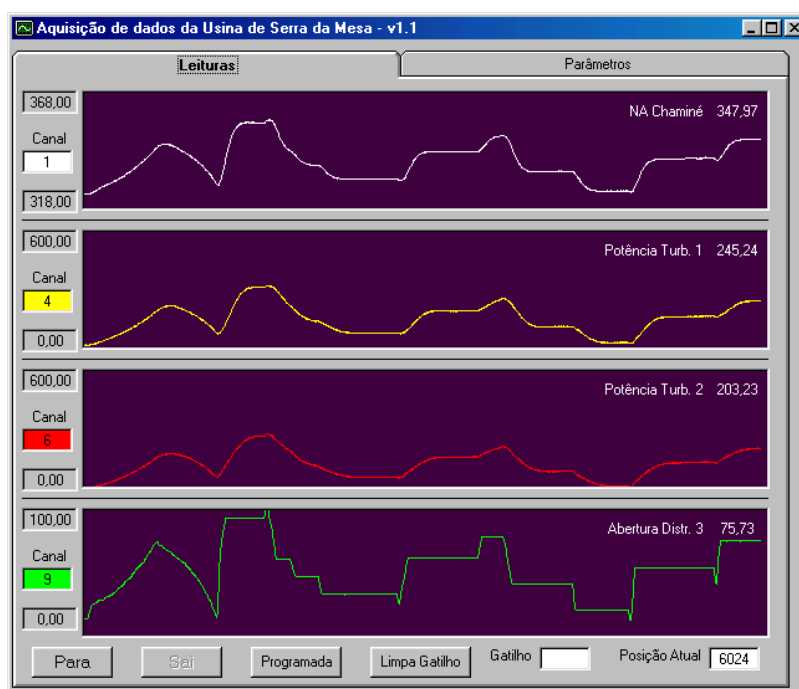 Aquisição de dados da Usina de Serra da Mesa - v1.1
Leituras
Parâmetros
368,00
Canal
1
318,00
NA Chaminé 347,97
600,00
Canal
4
0,00
Potência Turb. 1 245,24
600,00
Canal
6
0,00
Potência Turb. 2 203,23
100,00
Canal
9
0,00
Abertura Distr. 3 75,73
Para
Sai
Programada
Limpa Gatilho
Gatilho
Posição Atual 6024